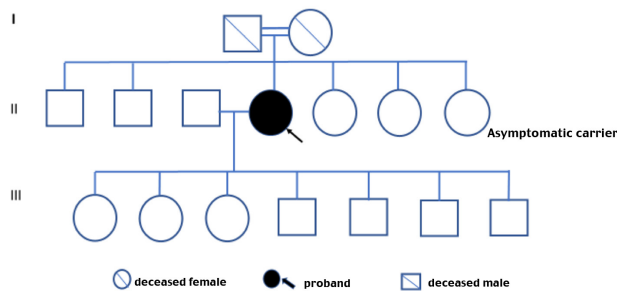 I
II
Asymptomatic carrier
III
deceased female
proband
deceased male